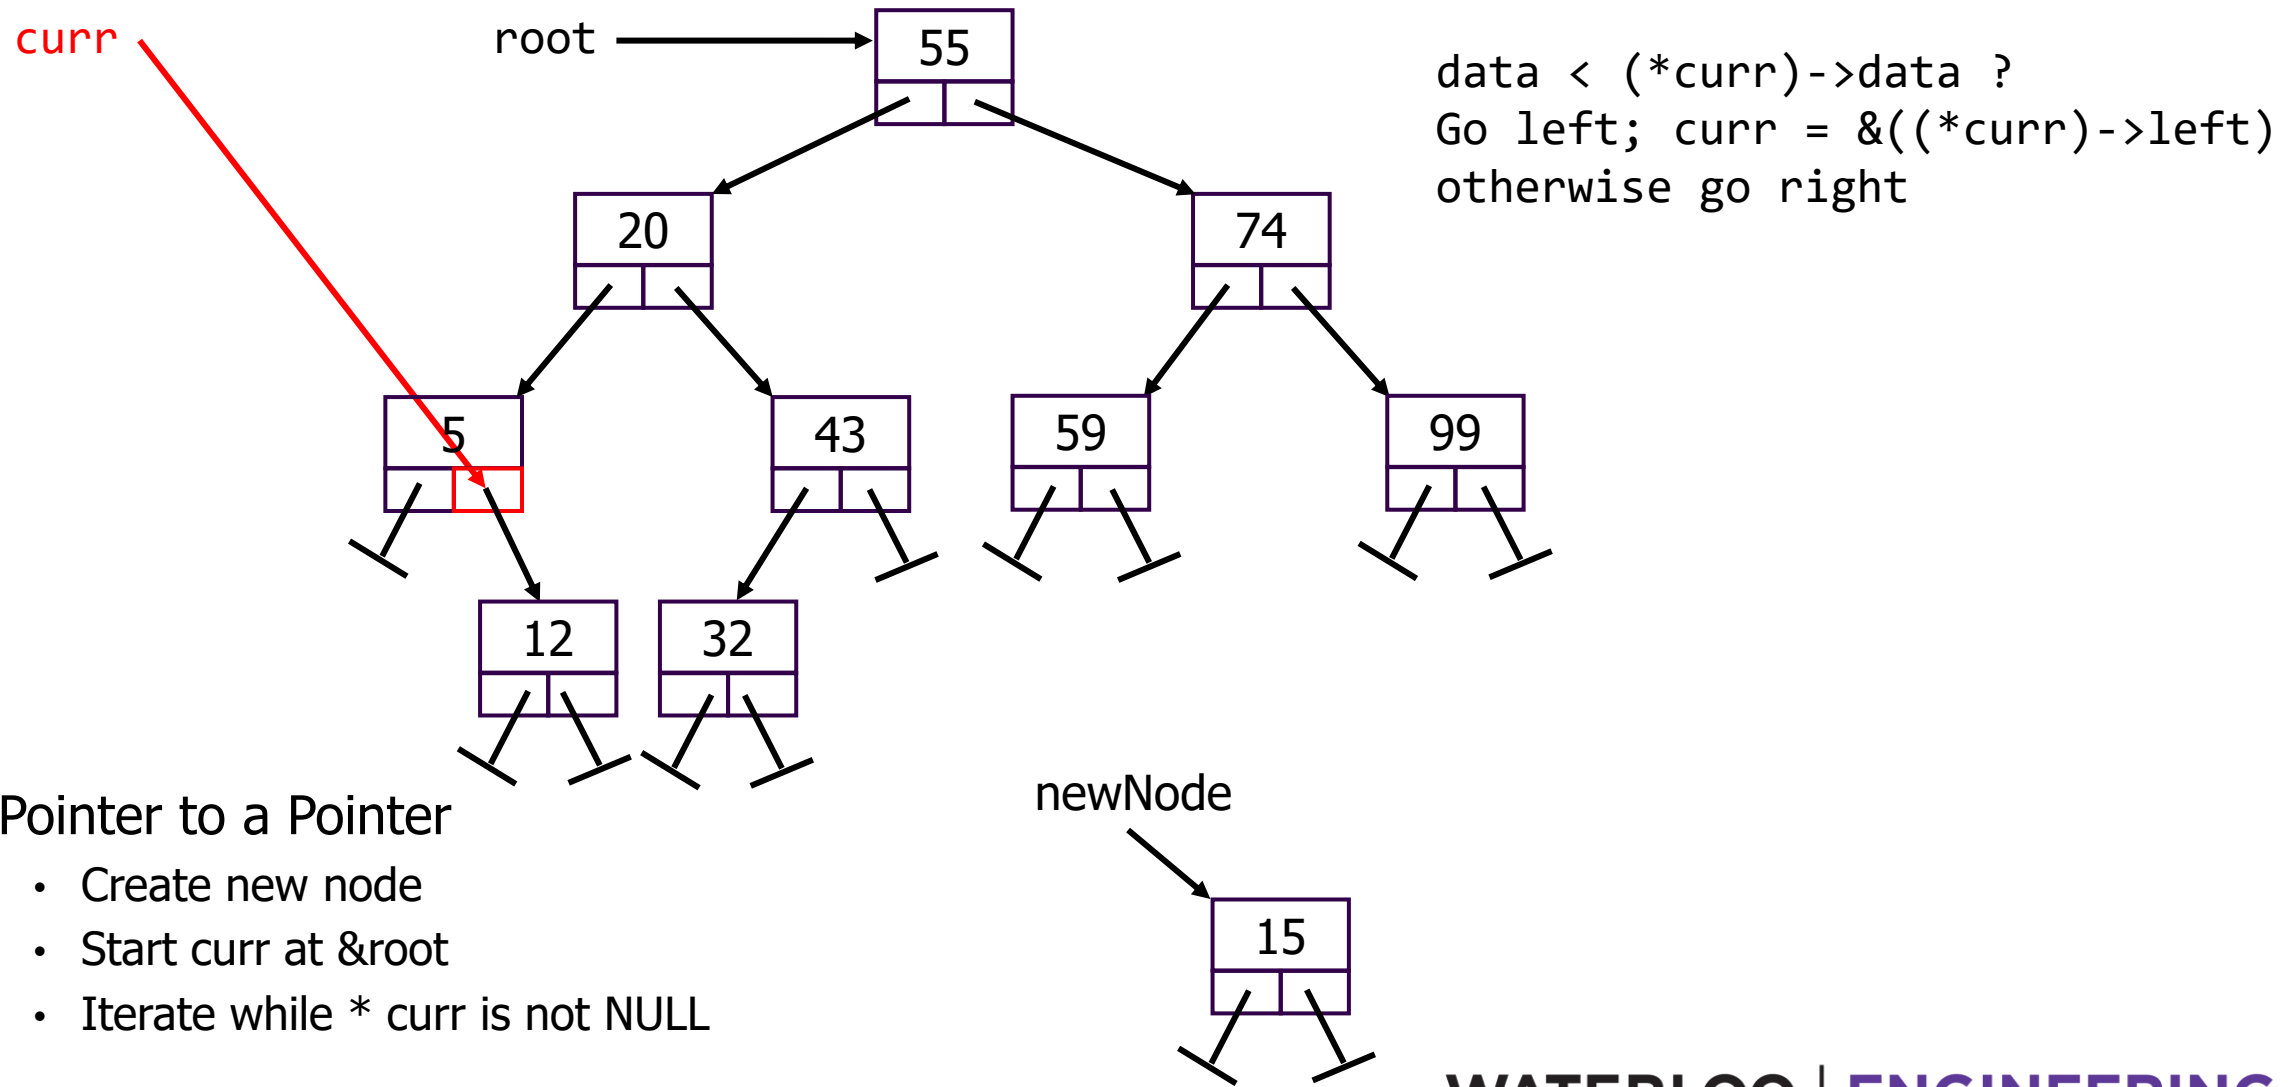 curr
root
55
data < (*curr)->data ?
Go left; curr = &((*curr)->left)
otherwise go right
20
74
5
43
59
99
12
32
newNode
Pointer to a Pointer
• Create new node
• Start curr at &root
• Iterate while * curr is not NULL
15
WATERLOO | ENGINEERING